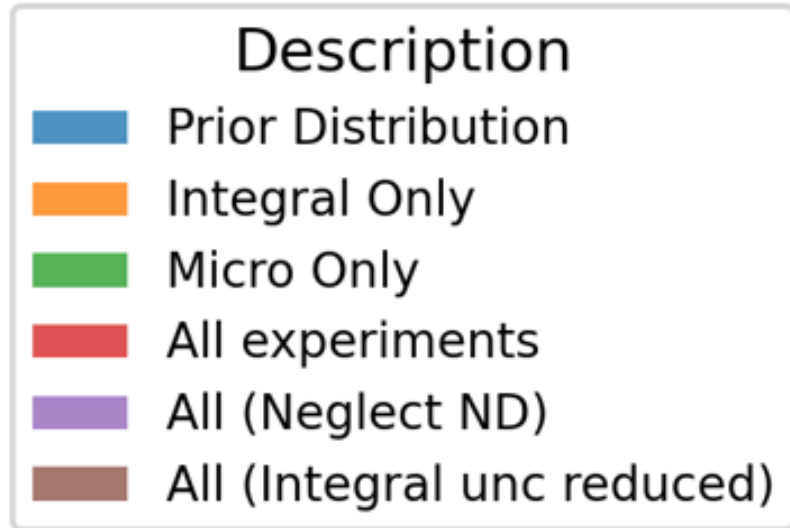 Description
Prior Distribution
Integral Only
Micro Only
All experiments
All (Neglect ND)
All (Integral unc reduced)